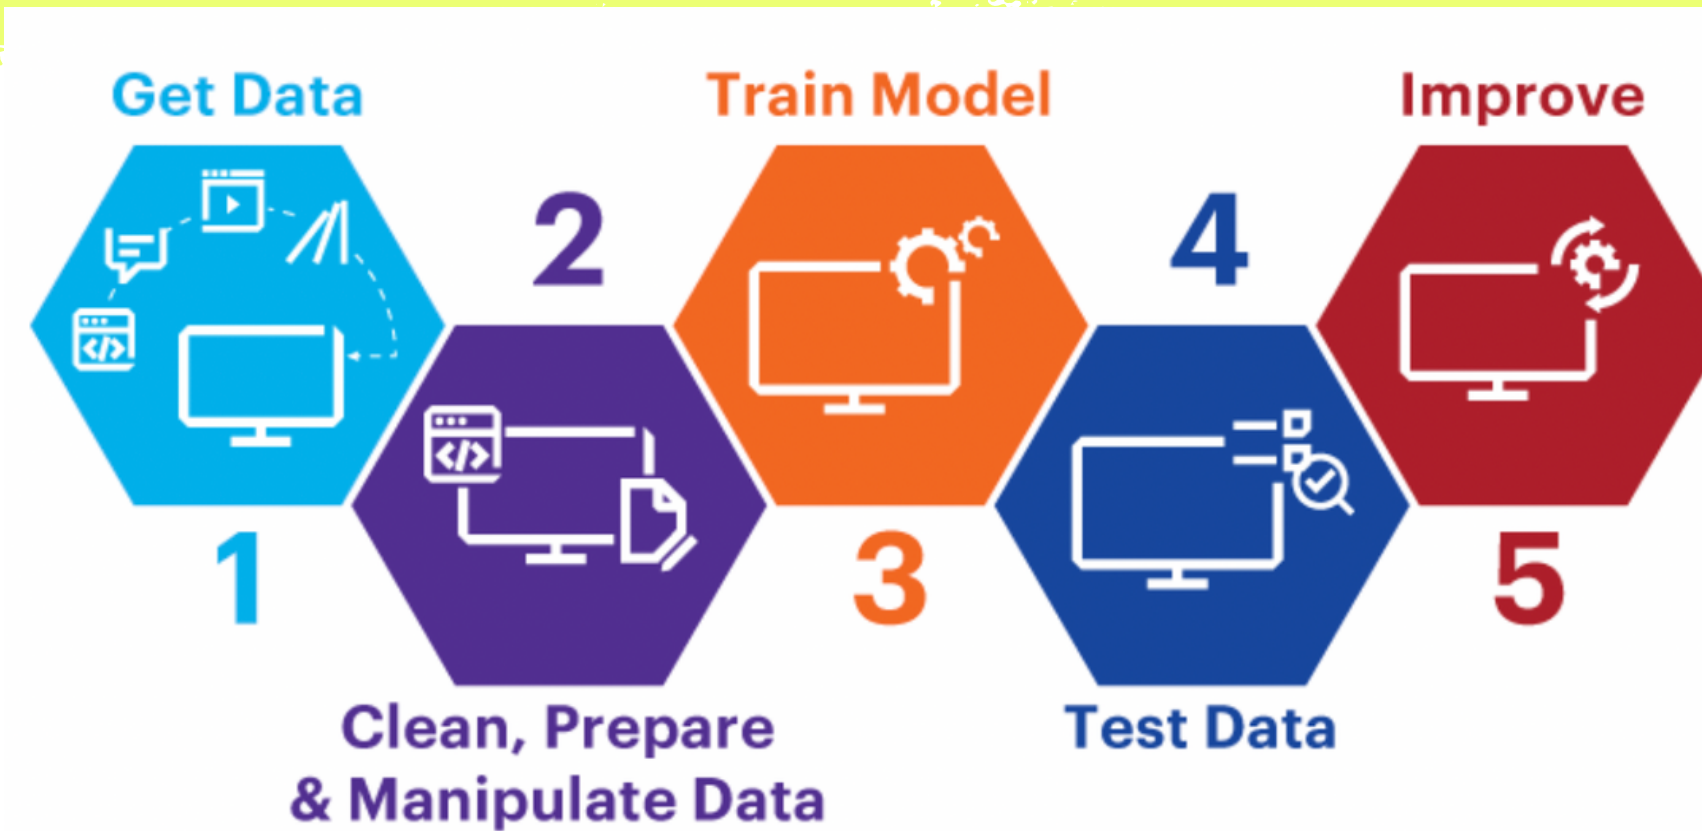 Get Data
1
2
Clean, Prepare
& Manipulate Data
Train Model
3
4
Test Data
Improve
5